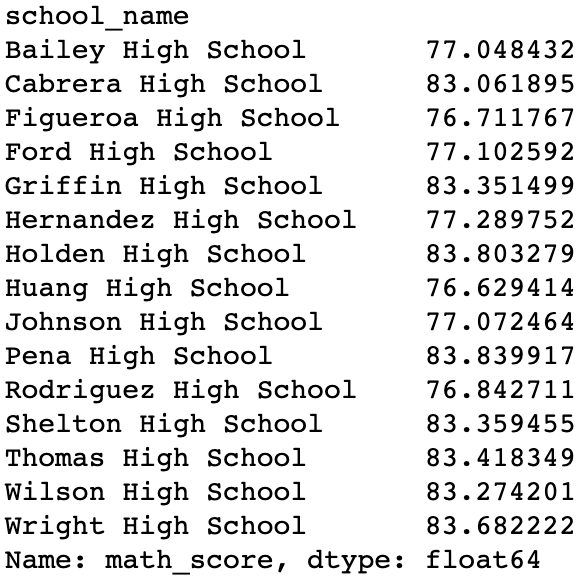 school_name
Bailey High School 77.048432
Cabrera High School 83.061895
Figueroa High School 76.711767
Ford High School 77.102592
Griffin High School 83.351499
Hernandez High School 77.289752
Holden High School 83.803279
Huang High School 76.629414
Johnson High School 77.072464
Pena High School 83.839917
Rodriguez High School 76.842711
Shelton High School 83.359455
Thomas High School 83.418349
Wilson High School 83.274201
Wright High School 83.682222
Name: math_score, dtype: float64